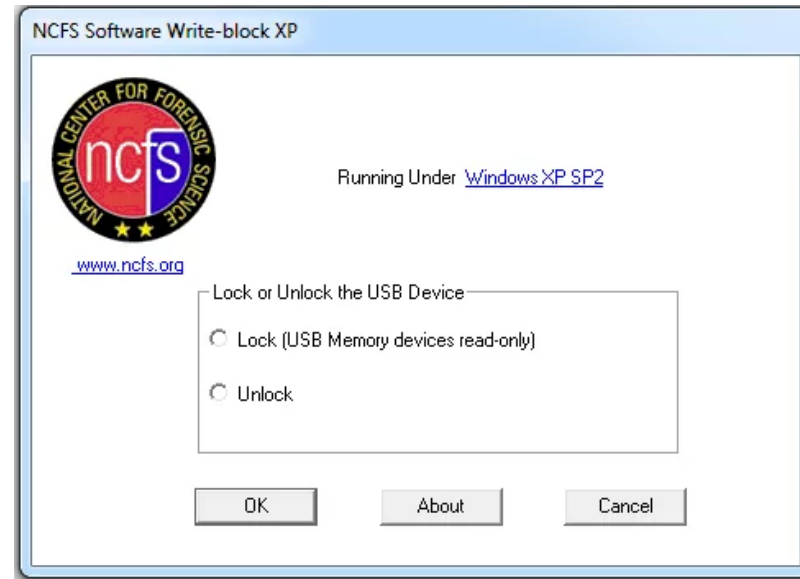 NCFS Software Write-block XP
NATIONAL CENTER FOR FORENSIC SCIENCE
ncfs
Running Under Windows XP SP2
www.ncfs.org
Lock or Unlock the USB Device
Lock (USB Memory devices read-only)
Unlock
OK About Cancel